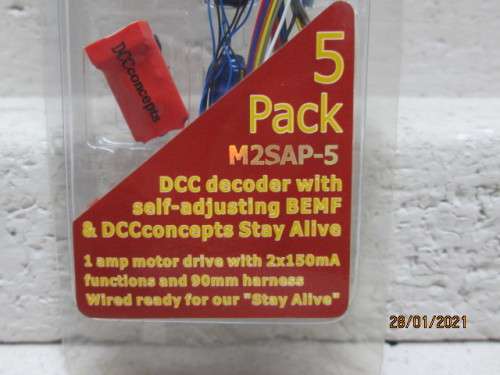 DCCconcepts
5
Pack
M2SAP-5
DCC decoder with
self-adjusting BEMF
& DCCconcepts Stay Alive
1 amp motor drive with 2x150mA
functions and 90mm harness
Wired ready for our "Stay Alive"
28/01/2021